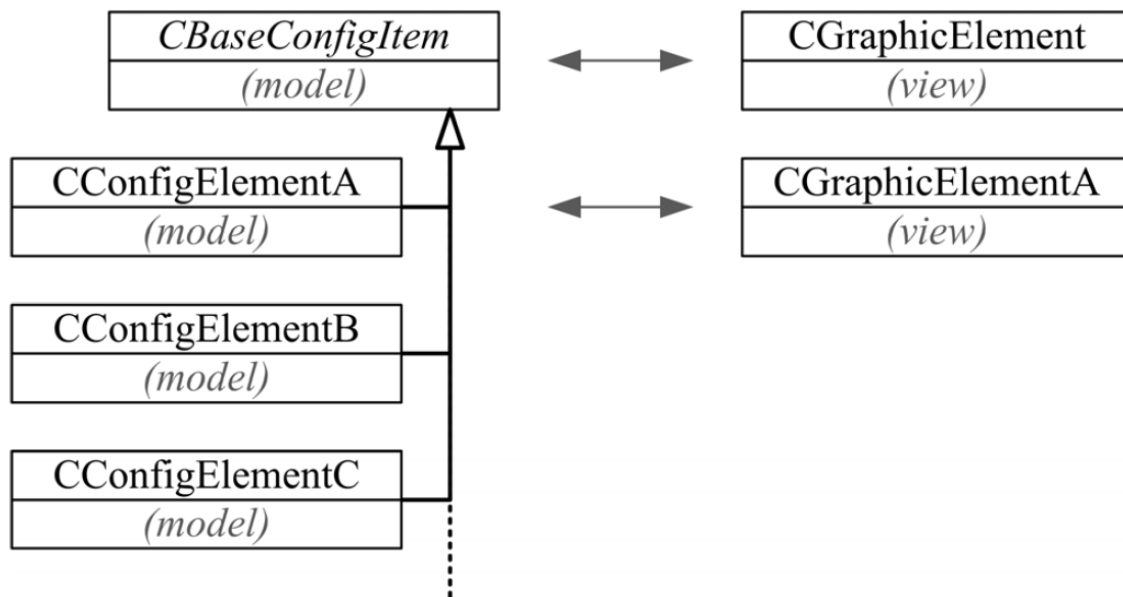 CBaseConfigItem
(model)
CGraphicElement
(view)
CConfigElementA
(model)
CGraphicElementA
(view)
CConfigElementB
(model)
CConfigElementC
(model)